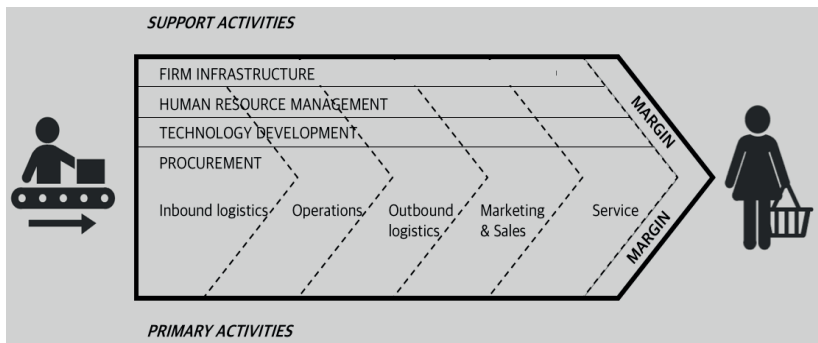 SUPPORT ACTIVITIES
FIRM INFRASTRUCTURE
HUMAN RESOURCE MANAGEMENT
TECHNOLOGY DEVELOPMENT
PROCUREMENT
Inbound logistics
Operations
Outbound
logistics
Marketing
& Sales
Service
MARGIN
MARGIN
PRIMARY ACTIVITIES